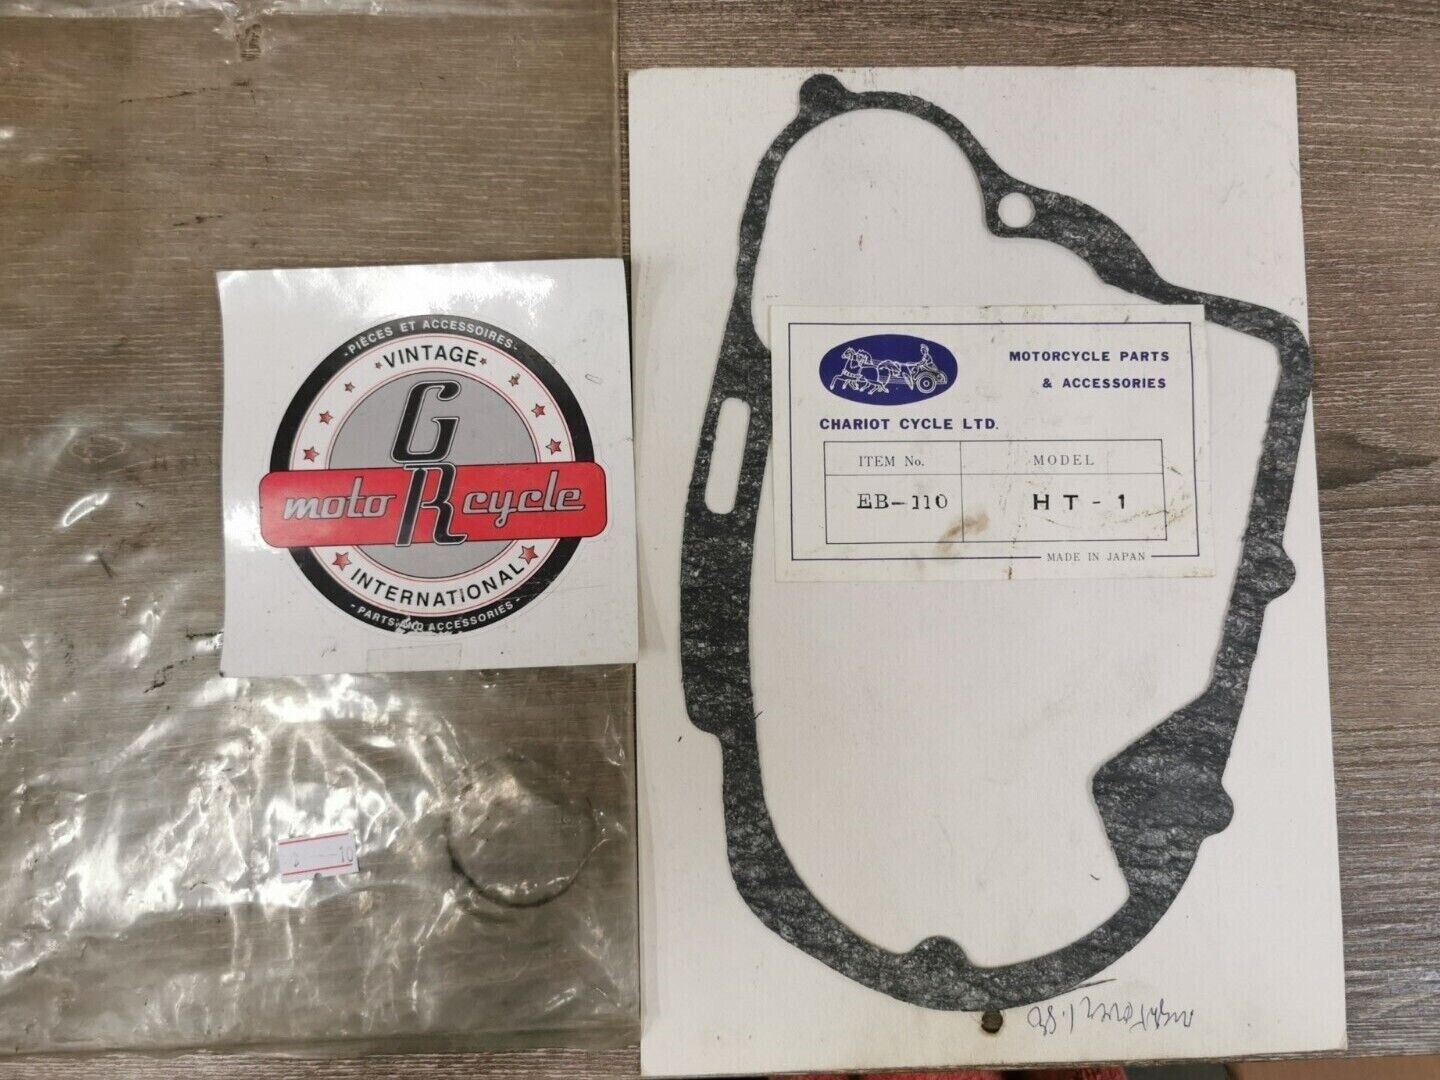 -PIÈCES ET ACCESSOIRES-
VINTAGE
G
moto R cycle
INTERNATIONAL
-PARTS AND ACCESSORIES-
10
MOTORCYCLE PARTS
& ACCESSORIES
CHARIOT CYCLE LTD.
ITEM No. MODEL
EB-110 HT-1
MADE IN JAPAN